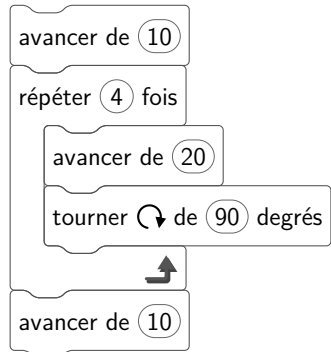 avancer de 10
répéter 4 fois
avancer de 20
tourner ↻ de 90 degrés
avancer de 10